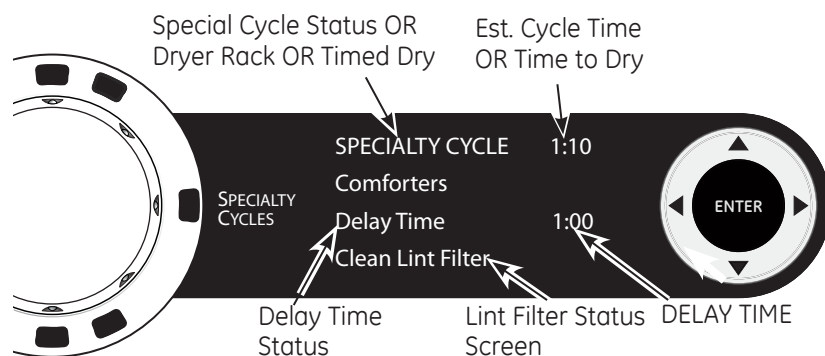 Special Cycle Status OR
Dryer Rack OR Timed Dry
Est. Cycle Time
OR Time to Dry
SPECIALTY CYCLE 1:10
Comforters
SPECIALTY
CYCLES
Delay Time 1:00
Clean Lint Filter
ENTER
Delay Time
Status
Lint Filter Status
Screen
DELAY TIME